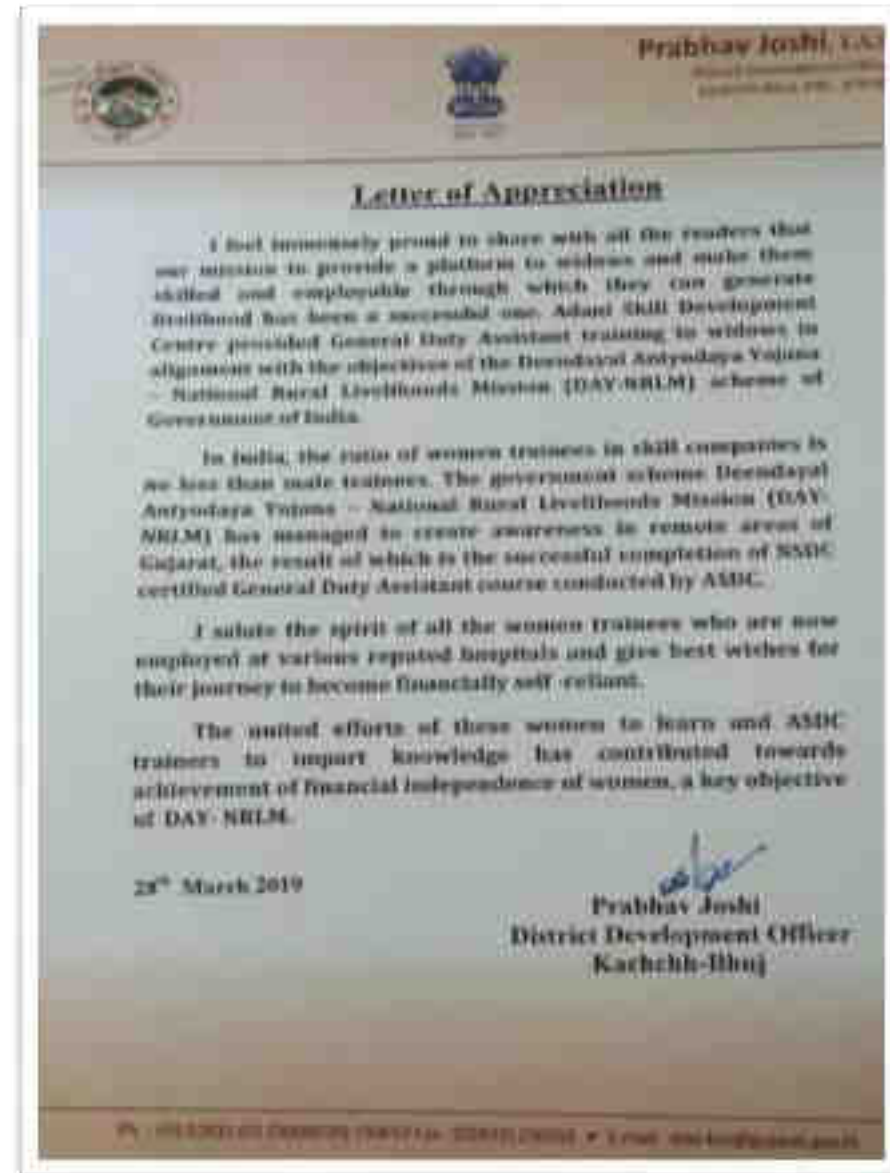 Prabhav Joshi, I.A.S
Letter of Appreciation
I feel immensely proud to share with all the readers that
our mission to provide a platform to widows and make them
skilled and employable through which they can generate
livelihood has been a successful one. Adani Skill Development
Centre provided General Duty Assistant training to widows in
alignment with the objectives of the Deendayal Antyodaya Yojana
– National Rural Livelihoods Mission (DAY-NRLM) scheme of
Government of India.
In India, the ratio of women trainees in skill companies is
no less than male trainees. The government scheme Deendayal
Antyodaya Yojana – National Rural Livelihoods Mission (DAY-
NRLM) has managed to create awareness in remote areas of
Gujarat, the result of which is the successful completion of NSDC
certified General Duty Assistant course conducted by ASDC.
I salute the spirit of all the women trainees who are now
employed at various reputed hospitals and give best wishes for
their journey to become financially self -reliant.
The united efforts of these women to learn and ASDC
trainers to impart knowledge has contributed towards
achievement of financial independence of women, a key objective
of DAY- NRLM.
28th March 2019
Prabhav Joshi
District Development Officer
Kachchh-Bhuj